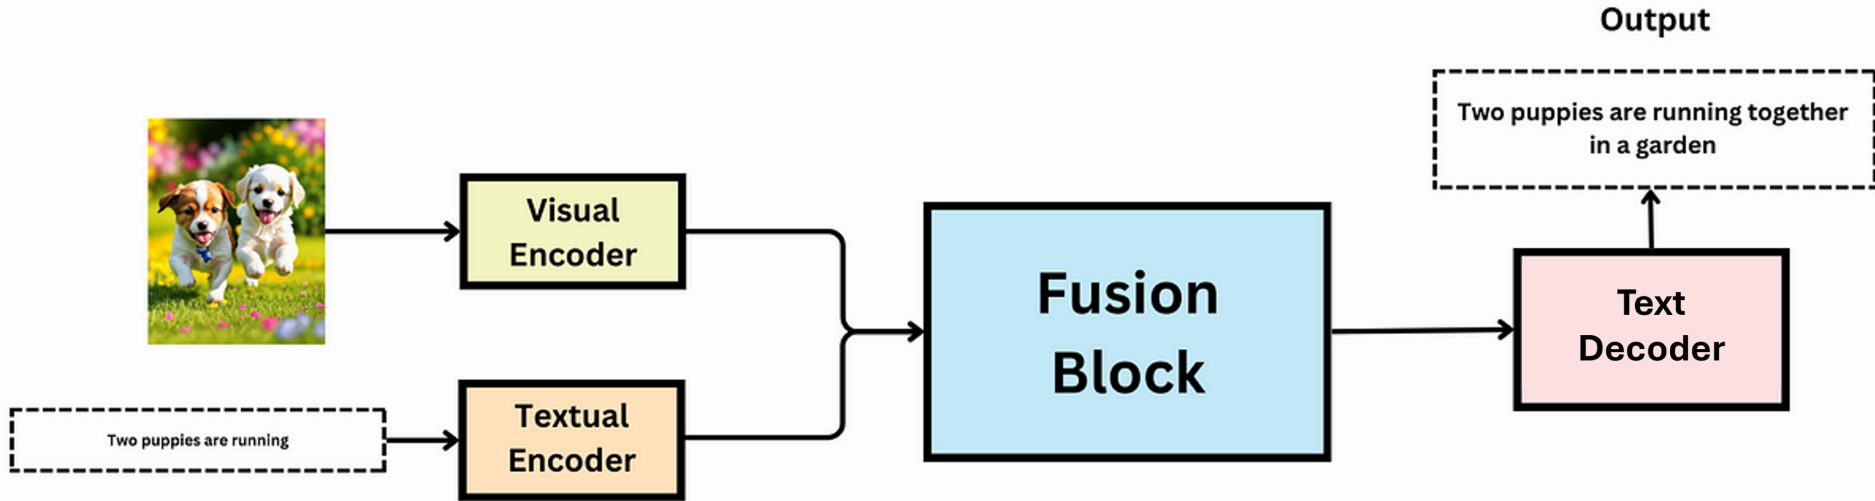 Output
Two puppies are running together
in a garden
Visual
Encoder
Fusion
Block
Text
Decoder
Two puppies are running
Textual
Encoder